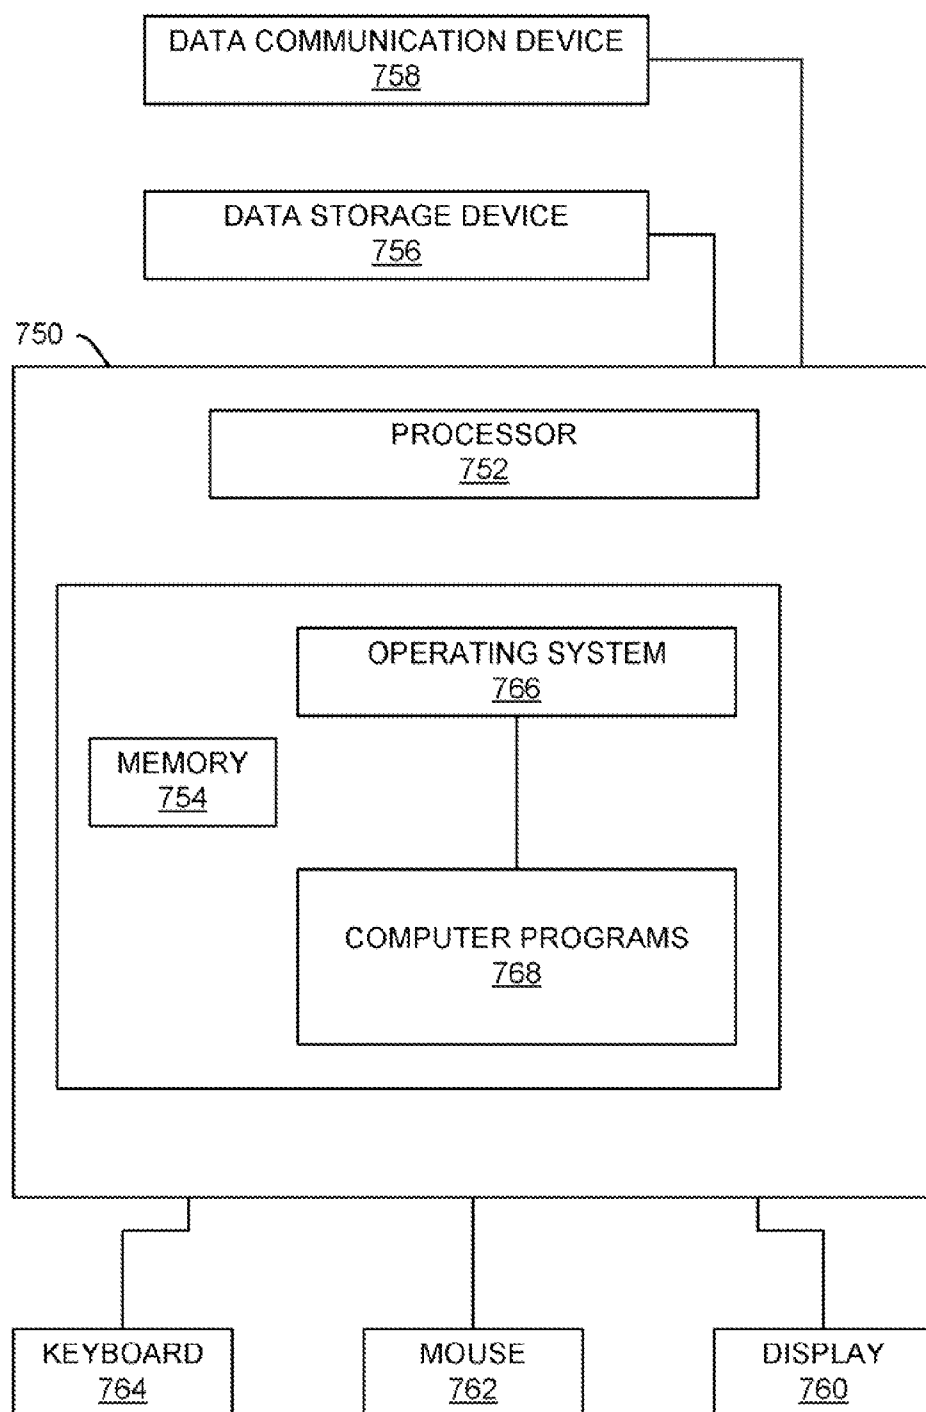 DATA COMMUNICATION DEVICE
758
DATA STORAGE DEVICE
756
750
PROCESSOR
752
OPERATING SYSTEM
766
MEMORY
754
COMPUTER PROGRAMS
768
KEYBOARD
764
MOUSE
762
DISPLAY
760